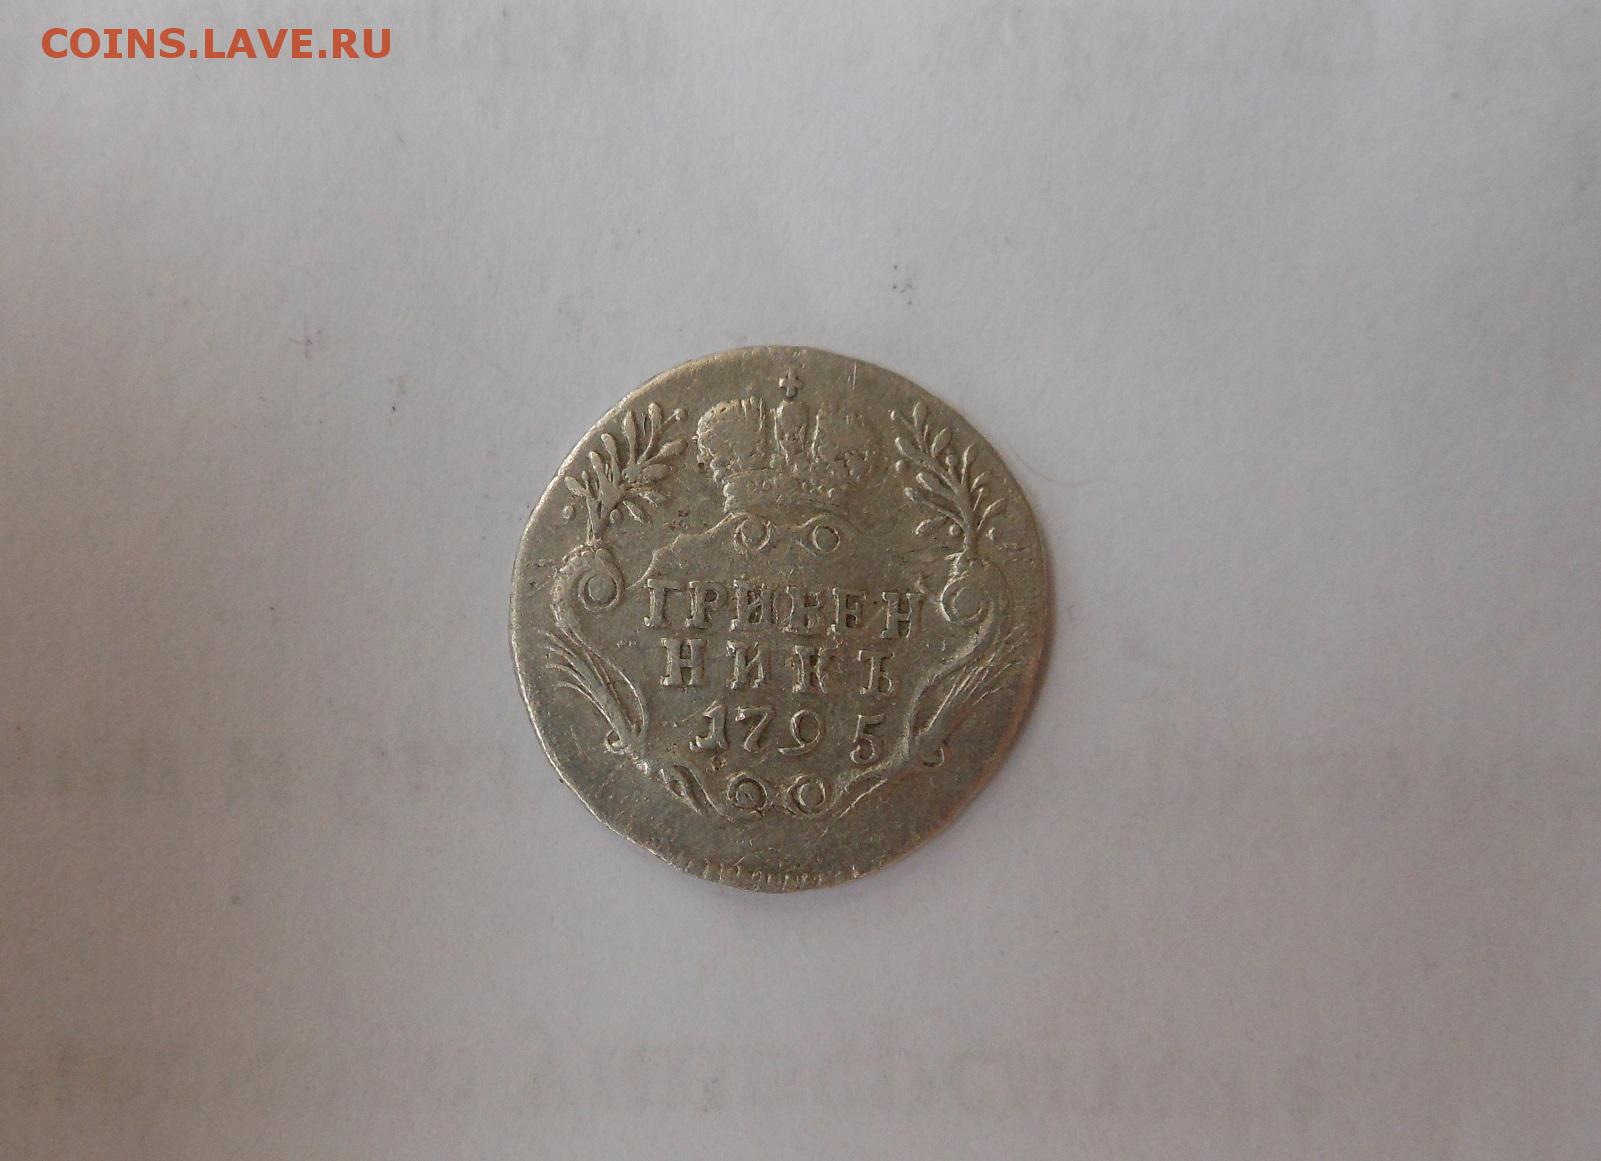 COINS.LAVE.RU
ГРИВЕН
НИКЪ
1795